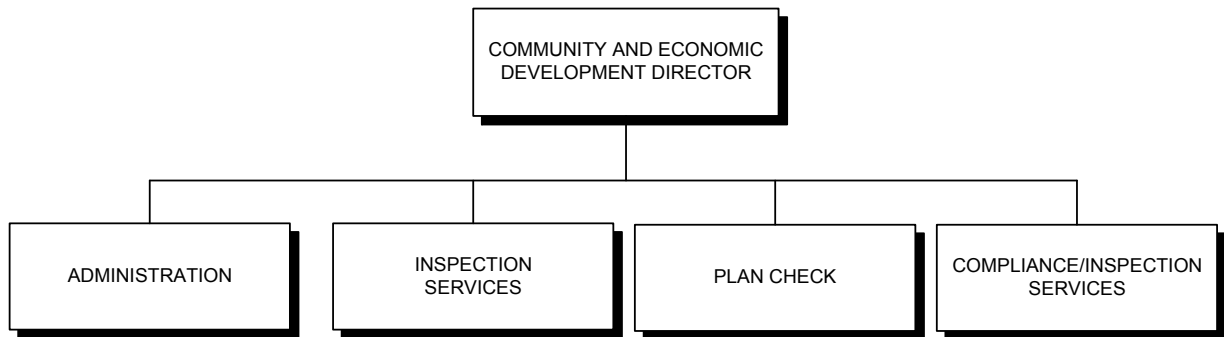 COMMUNITY AND ECONOMIC
DEVELOPMENT DIRECTOR
ADMINISTRATION
INSPECTION
SERVICES
PLAN CHECK
COMPLIANCE/INSPECTION
SERVICES